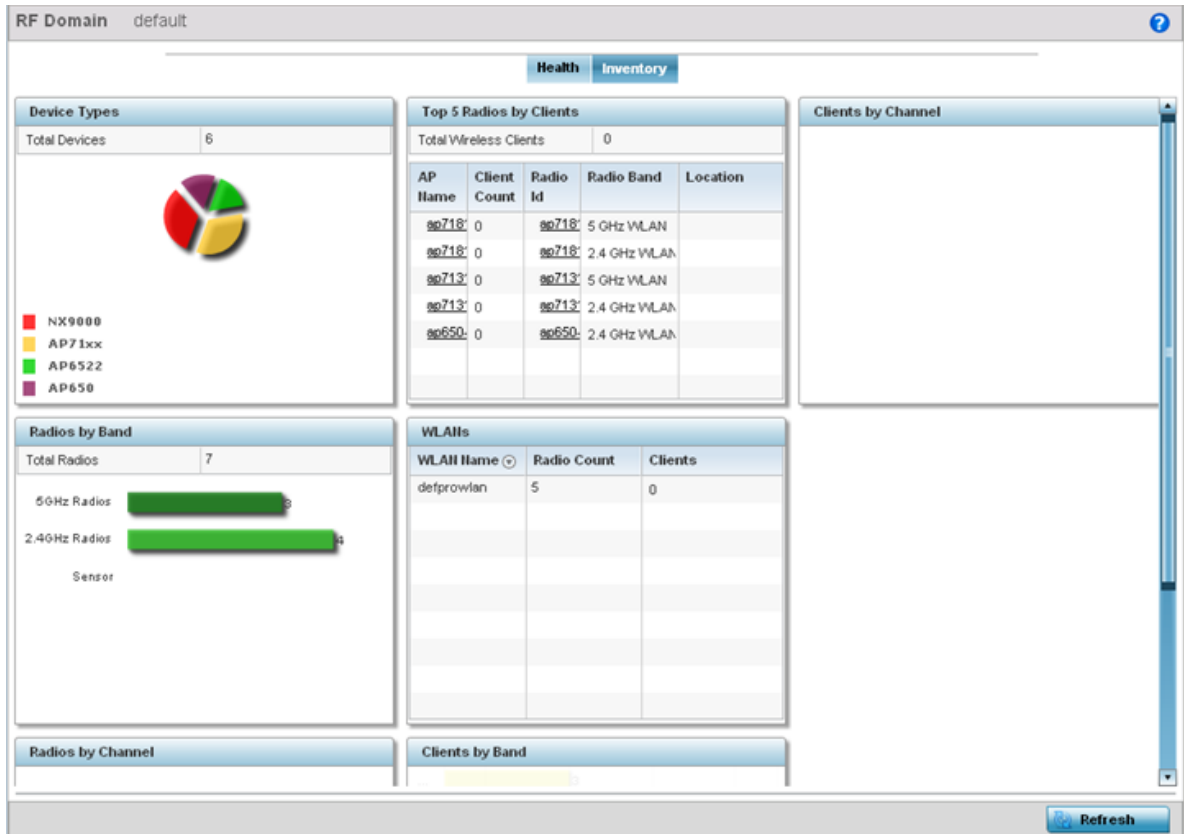 RF Domain default
Health Inventory
Device Types
Total Devices 6
NX9000
AP71xx
AP6522
AP650
Top 5 Radios by Clients
Total Wireless Clients 0
AP Name Client Count Radio Id Radio Band Location
ap718 0 ap718 5 GHz WLAN
ap718 0 ap718 2.4 GHz WLAN
ap713 0 ap713 5 GHz WLAN
ap713 0 ap713 2.4 GHz WLAN
ap650- 0 ap650- 2.4 GHz WLAN
Clients by Channel
Radios by Band
Total Radios 7
5GHz Radios 3
2.4GHz Radios 4
Sensor
WLANs
WLAN Name Radio Count Clients
defprowlan 5 0
Radios by Channel
Clients by Band
Refresh